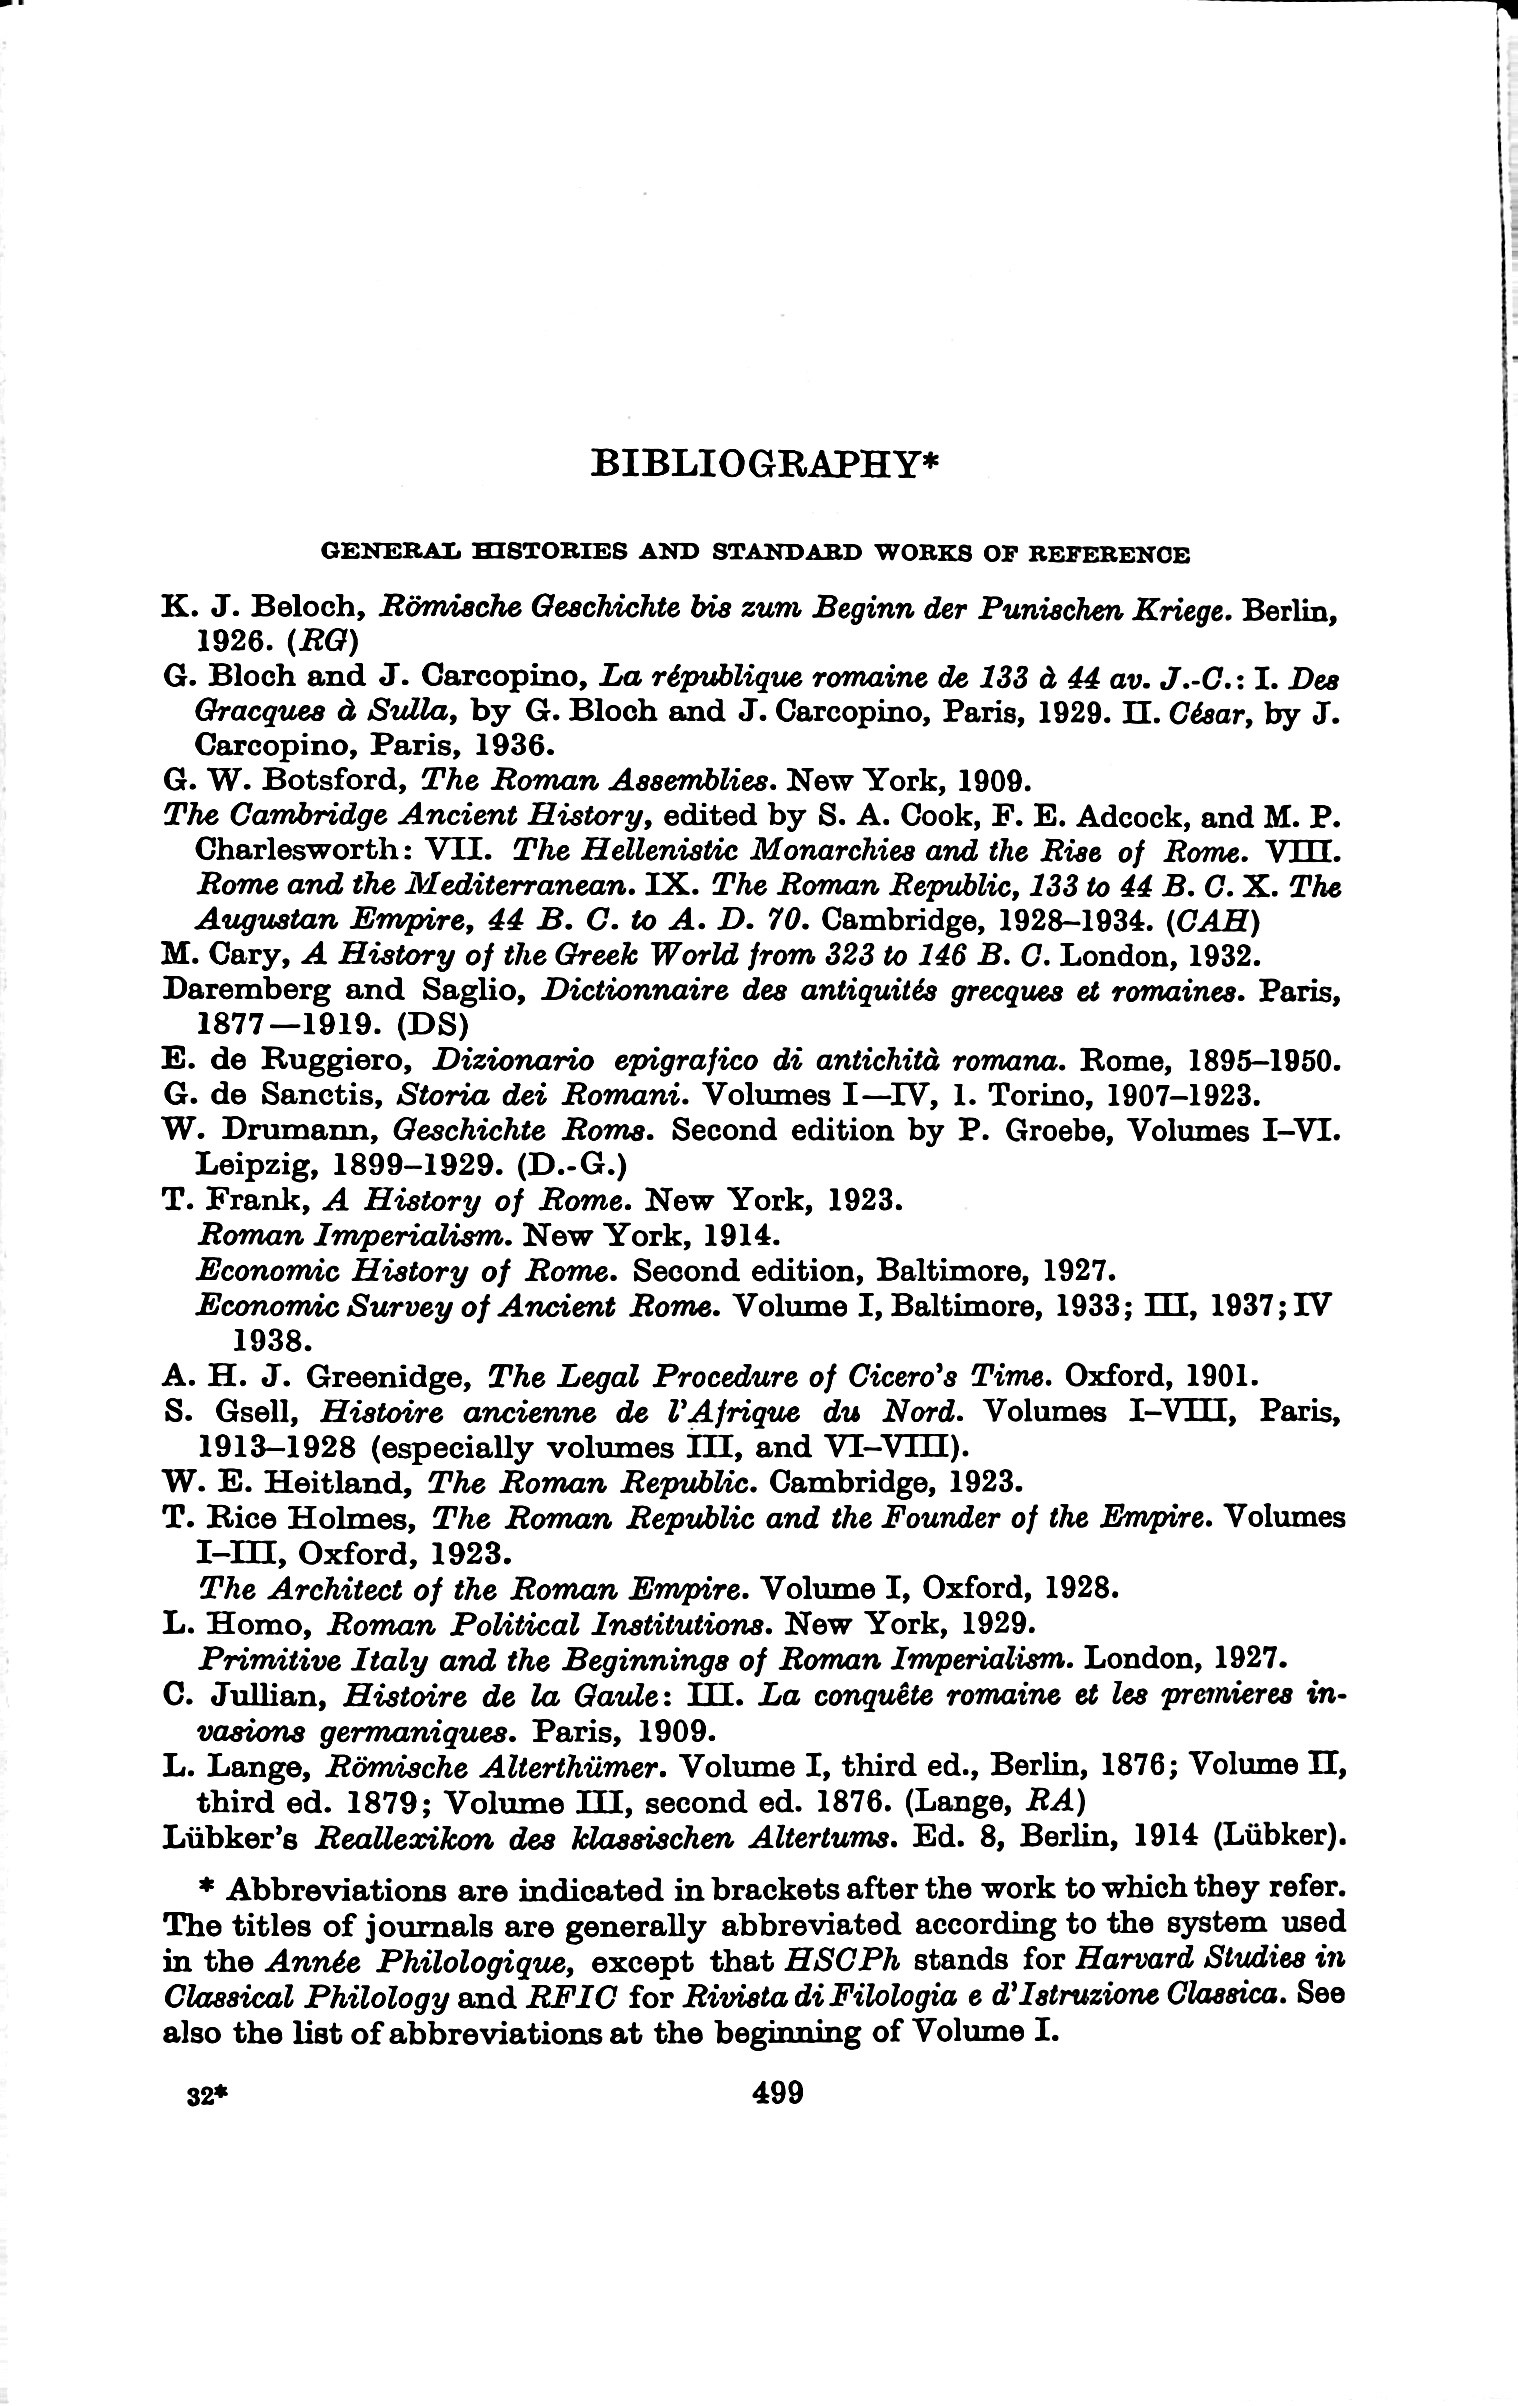 BIBLIOGRAPHY*
GENERAL HISTORIES AND STANDARD WORKS OF REFERENCE
K. J. Beloch, Römische Geschichte bis zum Beginn der Punischen Kriege. Berlin,
1926. (RG)
G. Bloch and J. Carcopino, La république romaine de 133 à 44 av. J.-C.: I. Des
Gracques à Sulla, by G. Bloch and J. Carcopino, Paris, 1929. II. César, by J.
Carcopino, Paris, 1936.
G. W. Botsford, The Roman Assemblies. New York, 1909.
The Cambridge Ancient History, edited by S. A. Cook, F. E. Adcock, and M. P.
Charlesworth: VII. The Hellenistic Monarchies and the Rise of Rome. VIII.
Rome and the Mediterranean. IX. The Roman Republic, 133 to 44 B. C. X. The
Augustan Empire, 44 B. C. to A. D. 70. Cambridge, 1928–1934. (CAH)
M. Cary, A History of the Greek World from 323 to 146 B. C. London, 1932.
Daremberg and Saglio, Dictionnaire des antiquités grecques et romaines. Paris,
1877—1919. (DS)
E. de Ruggiero, Dizionario epigrafico di antichità romana. Rome, 1895–1950.
G. de Sanctis, Storia dei Romani. Volumes I—IV, 1. Torino, 1907–1923.
W. Drumann, Geschichte Roms. Second edition by P. Groebe, Volumes I–VI.
Leipzig, 1899–1929. (D.-G.)
T. Frank, A History of Rome. New York, 1923.
Roman Imperialism. New York, 1914.
Economic History of Rome. Second edition, Baltimore, 1927.
Economic Survey of Ancient Rome. Volume I, Baltimore, 1933; III, 1937; IV
1938.
A. H. J. Greenidge, The Legal Procedure of Cicero's Time. Oxford, 1901.
S. Gsell, Histoire ancienne de l'Afrique du Nord. Volumes I–VIII, Paris,
1913–1928 (especially volumes III, and VI–VIII).
W. E. Heitland, The Roman Republic. Cambridge, 1923.
T. Rice Holmes, The Roman Republic and the Founder of the Empire. Volumes
I–III, Oxford, 1923.
The Architect of the Roman Empire. Volume I, Oxford, 1928.
L. Homo, Roman Political Institutions. New York, 1929.
Primitive Italy and the Beginnings of Roman Imperialism. London, 1927.
C. Jullian, Histoire de la Gaule: III. La conquête romaine et les premieres in-
vasions germaniques. Paris, 1909.
L. Lange, Römische Alterthümer. Volume I, third ed., Berlin, 1876; Volume II,
third ed. 1879; Volume III, second ed. 1876. (Lange, RA)
Lübker's Reallexikon des klassischen Altertums. Ed. 8, Berlin, 1914 (Lübker).
* Abbreviations are indicated in brackets after the work to which they refer.
The titles of journals are generally abbreviated according to the system used
in the Année Philologique, except that HSCPh stands for Harvard Studies in
Classical Philology and RFIC for Rivista di Filologia e d'Istruzione Classica. See
also the list of abbreviations at the beginning of Volume I.
32* 499